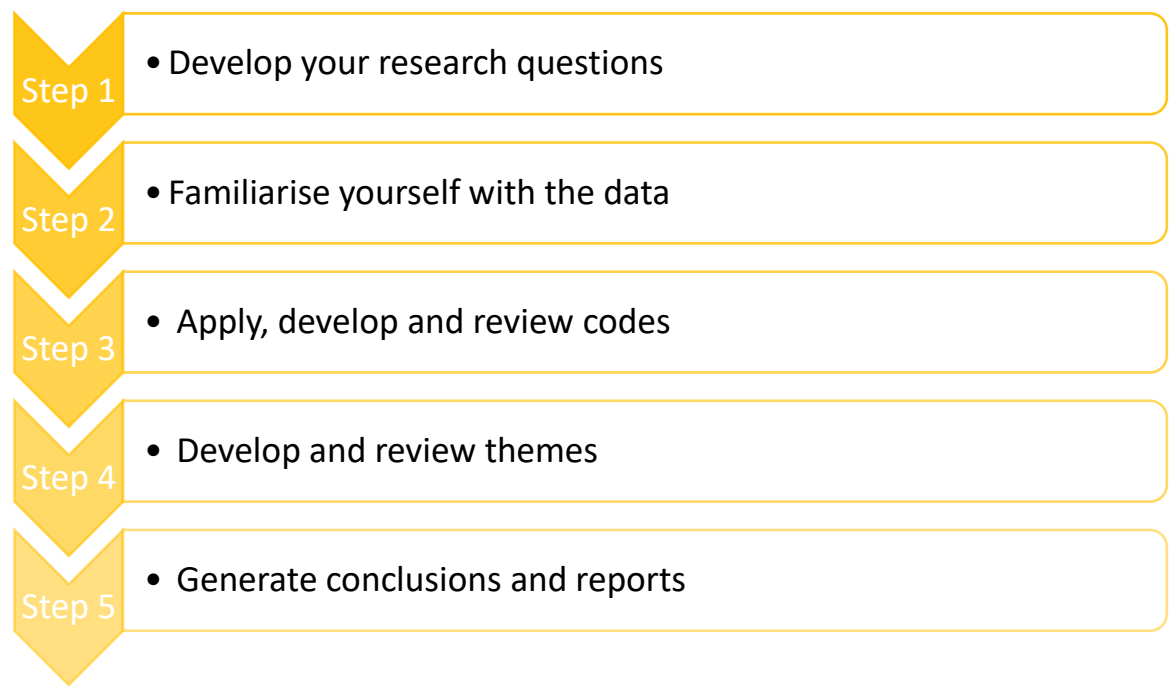 Step 1
• Develop your research questions
Step 2
• Familiarise yourself with the data
Step 3
• Apply, develop and review codes
Step 4
• Develop and review themes
Step 5
• Generate conclusions and reports